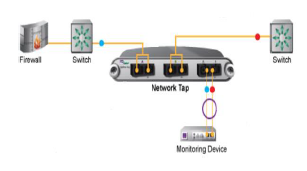 Firewall
Switch
Switch
Network Tap
Monitoring Device